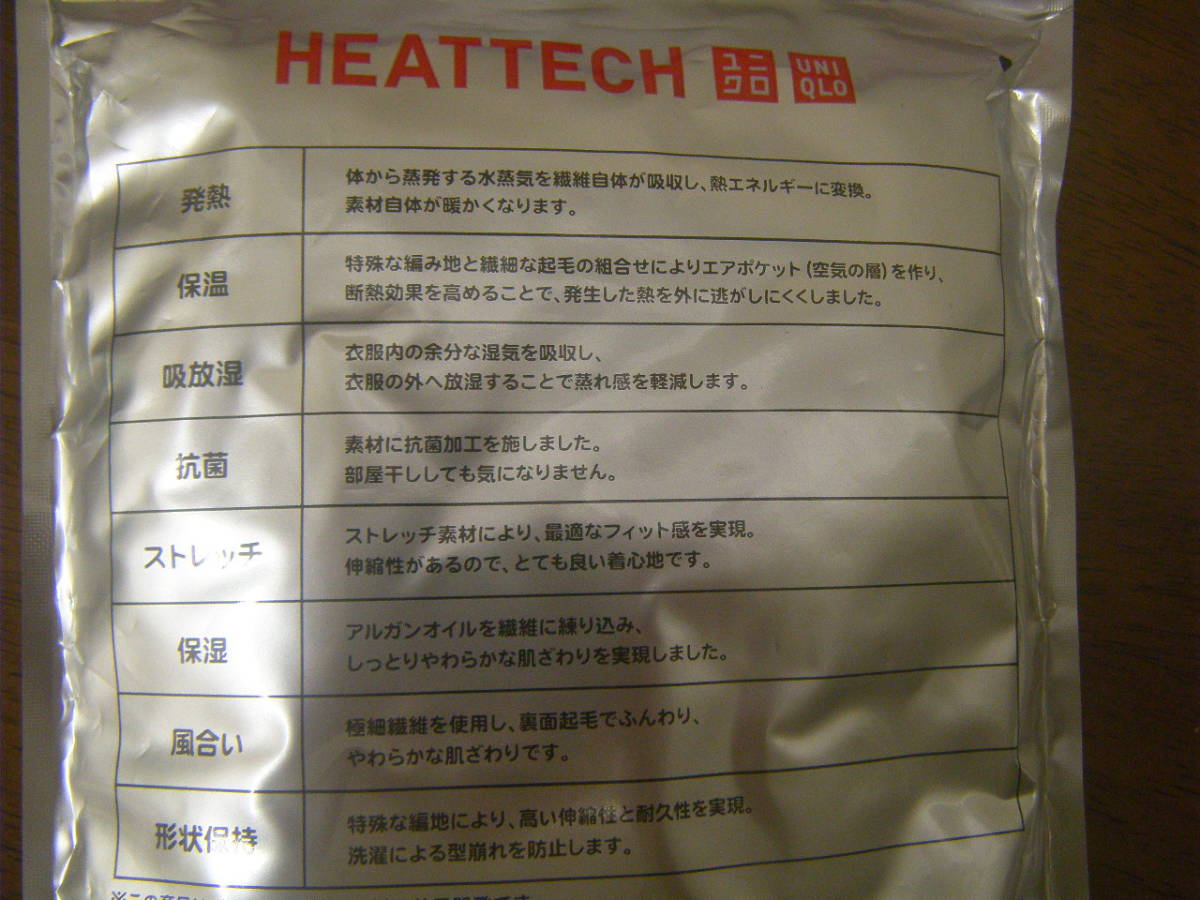 HEATTECH ユニクロ UNIQLO
発熱
体から蒸発する水蒸気を繊維自体が吸収し、熱エネルギーに変換。
素材自体が暖かくなります。
保温
特殊な編み地と繊細な起毛の組合せによりエアポケット(空気の層)を作り、
断熱効果を高めることで、発生した熱を外に逃がしにくくしました。
吸放湿
衣服内の余分な湿気を吸収し、
衣服の外へ放湿することで蒸れ感を軽減します。
抗菌
素材に抗菌加工を施しました。
部屋干ししても気になりません。
ストレッチ
ストレッチ素材により、最適なフィット感を実現。
伸縮性があるので、とても良い着心地です。
保湿
アルガンオイルを繊維に練り込み、
しっとりやわらかな肌ざわりを実現しました。
風合い
極細繊維を使用し、裏面起毛でふんわり、
やわらかな肌ざわりです。
形状保持
特殊な編地により、高い伸縮性と耐久性を実現。
洗濯による型崩れを防止します。